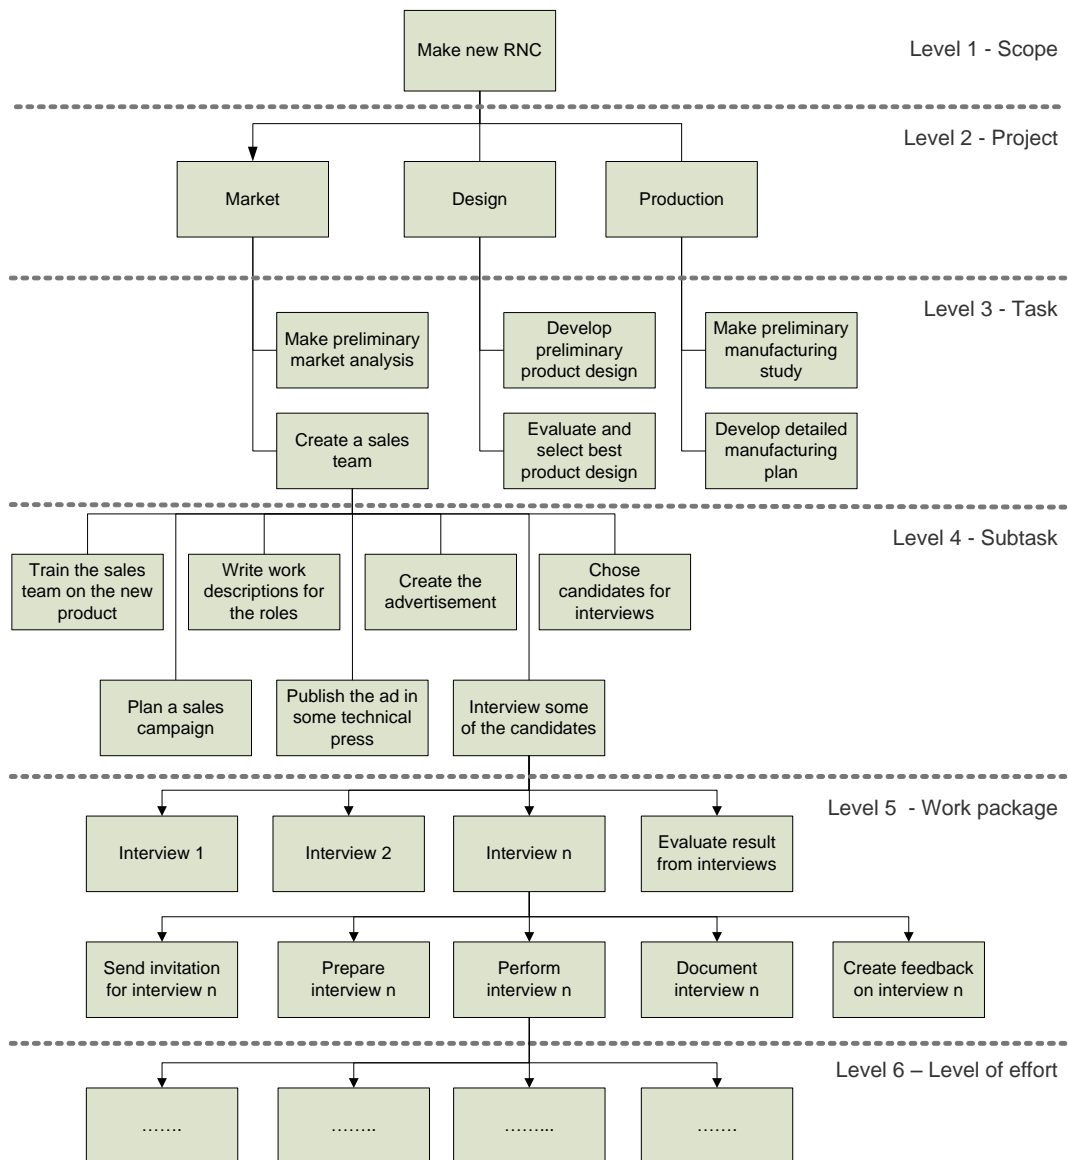 Make new RNC
Level 1 - Scope
Level 2 - Project
Market
Design
Production
Level 3 - Task
Make preliminary
market analysis
Develop
preliminary
product design
Make preliminary
manufacturing
study
Create a sales
team
Evaluate and
select best
product design
Develop detailed
manufacturing
plan
Level 4 - Subtask
Train the sales
team on the new
product
Write work
descriptions for
the roles
Create the
advertisement
Chose
candidates for
interviews
Plan a sales
campaign
Publish the ad in
some technical
press
Interview some
of the candidates
Level 5  - Work package
Interview 1
Interview 2
Interview n
Evaluate result
from interviews
Send invitation
for interview n
Prepare
interview n
Perform
interview n
Document
interview n
Create feedback
on interview n
Level 6 – Level of effort
…….
……..
……...
…….